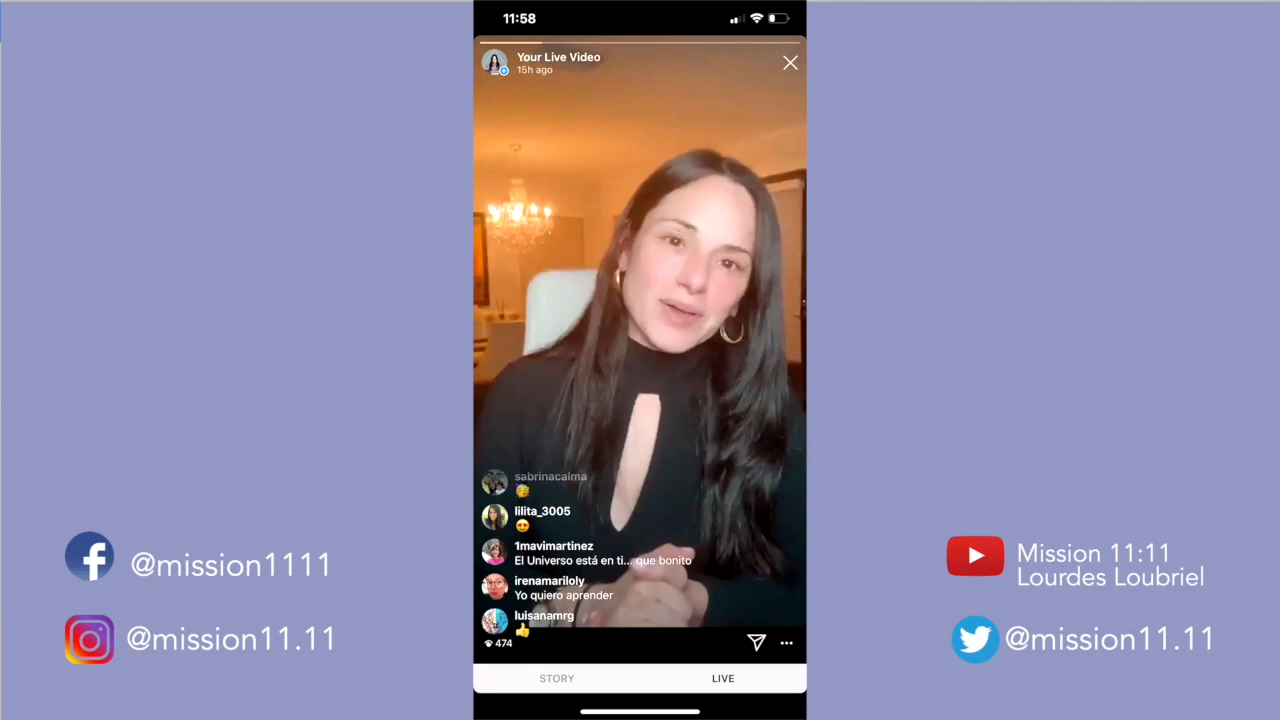 11:58
Your Live Video
15h ago
sabrinacalma
lilita_3005
1mavimartinez
El Universo está en ti... que bonito
irenamariloly
Yo quiero aprender
luisanamrg
474
STORY
LIVE
@mission1111
@mission11.11
Mission 11:11
Lourdes Loubriel
@mission11.11